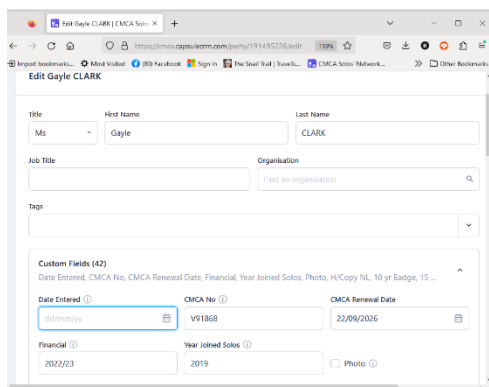 Edit Gayle CLARK | CMCA Solos
https://cmca.capsulecrm.com/party/191495226/edit 110%
Import bookmarks... Most Visited (80) Facebook Sign in The Snail Trail | Travelli... CMCA Solos' Network... Other Bookmarks
Edit Gayle CLARK
Title First Name Last Name
Ms Gayle CLARK
Job Title Organisation
Find an organisation
Tags
Custom Fields (42)
Date Entered, CMCA No, CMCA Renewal Date, Financial, Year Joined Solos, Photo, H/Copy NL, 10 yr Badge, 15 ...
Date Entered CMCA No CMCA Renewal Date
dd/mm/yy V91868 22/09/2026
Financial Year Joined Solos
2022/23 2019 Photo